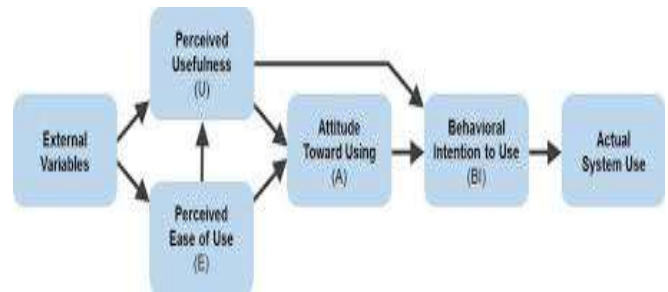 Perceived
Usefulness
(U)
External
Variables
Attitude
Toward Using
(A)
Behavioral
Intention to Use
(BI)
Actual
System Use
Perceived
Ease of Use
(E)